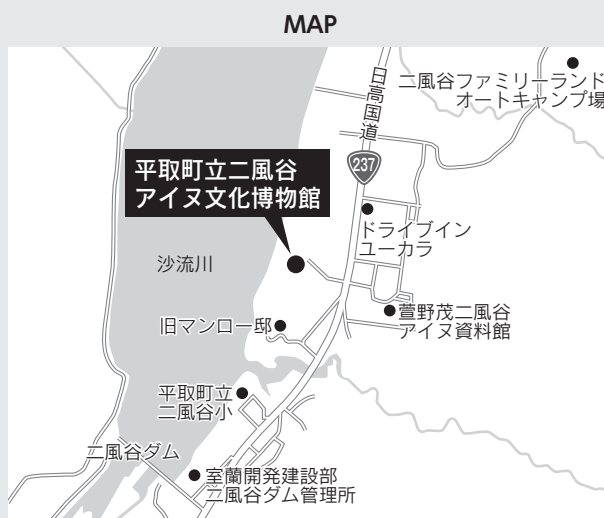 MAP
二風谷ファミリーランド
オートキャンプ場
日高国道
237
平取町立二風谷
アイヌ文化博物館
ドライブイン
ユーカラ
沙流川
萱野茂二風谷
アイヌ資料館
旧マンロー邸
平取町立
二風谷小
二風谷ダム
室蘭開発建設部
二風谷ダム管理所